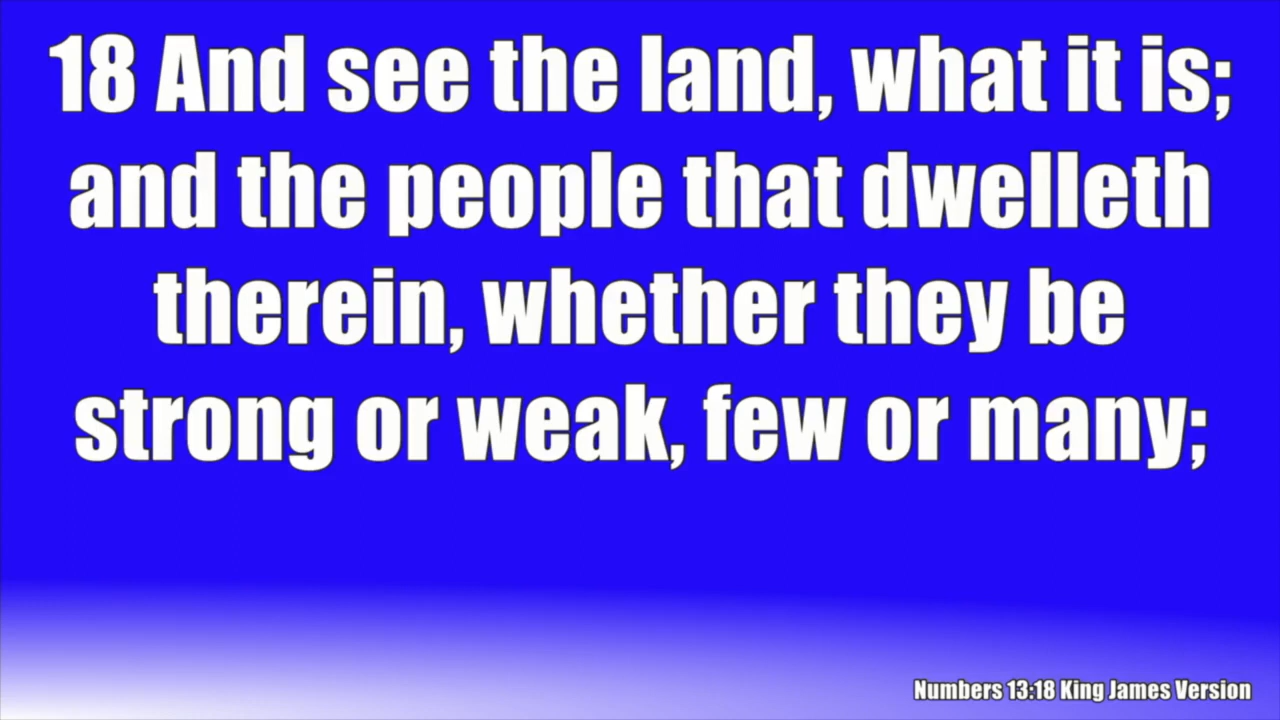 18 And see the land, what it is;
and the people that dwelleth
therein, whether they be
strong or weak, few or many;
Numbers 13:18 King James Version